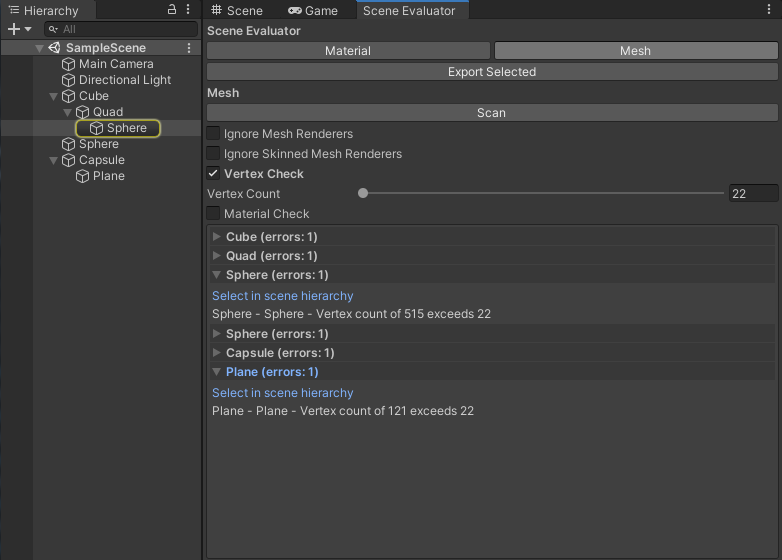 Hierarchy
All
SampleScene
Main Camera
Directional Light
Cube
Quad
Sphere
Sphere
Capsule
Plane
Scene
Game
Scene Evaluator
Scene Evaluator
Material
Mesh
Export Selected
Mesh
Scan
Ignore Mesh Renderers
Ignore Skinned Mesh Renderers
Vertex Check
Vertex Count
22
Material Check
Cube (errors: 1)
Quad (errors: 1)
Sphere (errors: 1)
Select in scene hierarchy
Sphere - Sphere - Vertex count of 515 exceeds 22
Sphere (errors: 1)
Capsule (errors: 1)
Plane (errors: 1)
Select in scene hierarchy
Plane - Plane - Vertex count of 121 exceeds 22